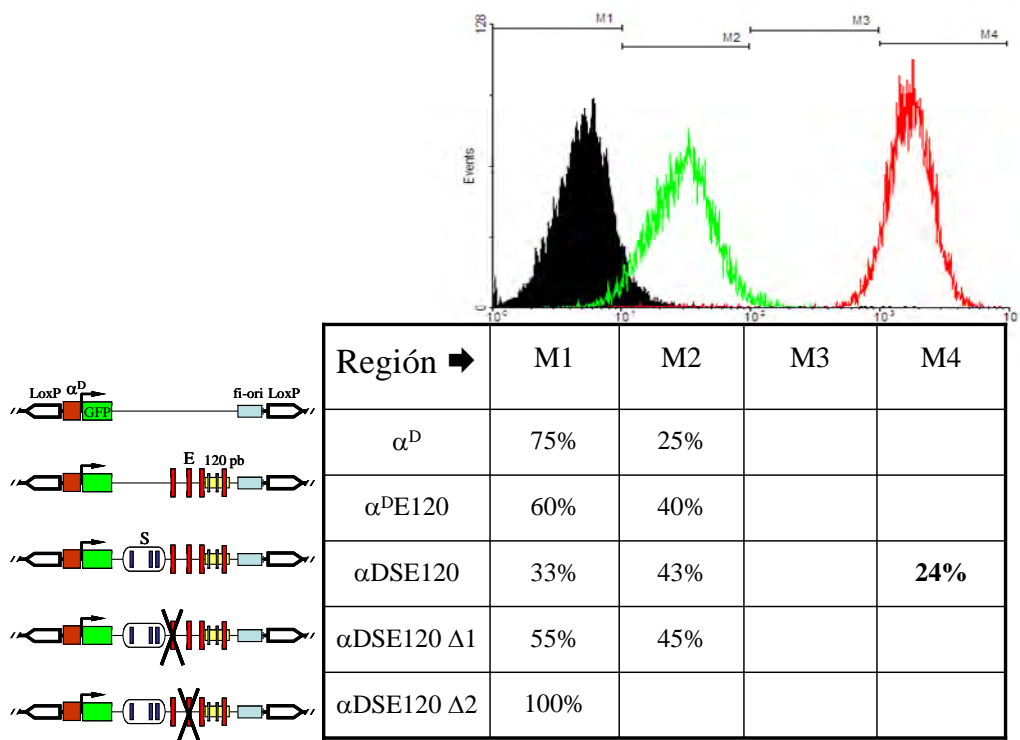 128
M1
M2
M3
M4
Events
0
10⁰
10¹
10²
10³
10
Región ➡ M1 M2 M3 M4
LoxP αᴰ fi-ori LoxP
GFP
αᴰ 75% 25%
E 120 pb
αᴰE120 60% 40%
S
αDSE120 33% 43% 24%
αDSE120 Δ1 55% 45%
αDSE120 Δ2 100%